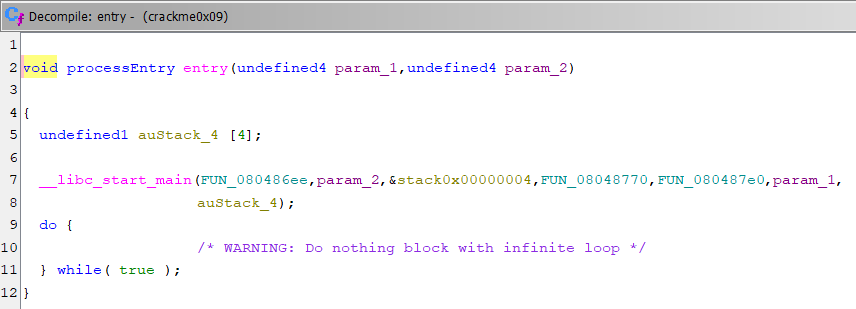 Decompile: entry - (crackme0x09)
1
2 void processEntry entry(undefined4 param_1,undefined4 param_2)
3
4 {
5 undefined1 auStack_4 [4];
6
7 __libc_start_main(FUN_080486ee,param_2,&stack0x00000004,FUN_08048770,FUN_080487e0,param_1,
8 auStack_4);
9 do {
10 /* WARNING: Do nothing block with infinite loop */
11 } while( true );
12 }